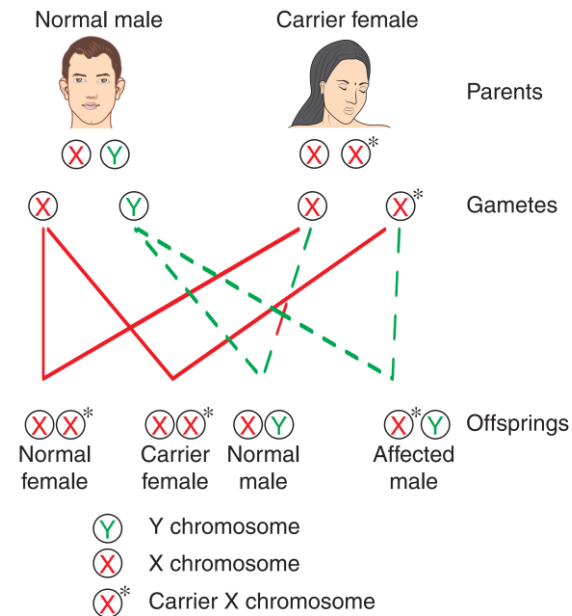 Normal male Carrier female
Parents
X Y X X*
X Y X X* Gametes
X X* X X* X Y X* Y Offsprings
Normal female Carrier female Normal male Affected male
Y Y chromosome
X X chromosome
X* Carrier X chromosome